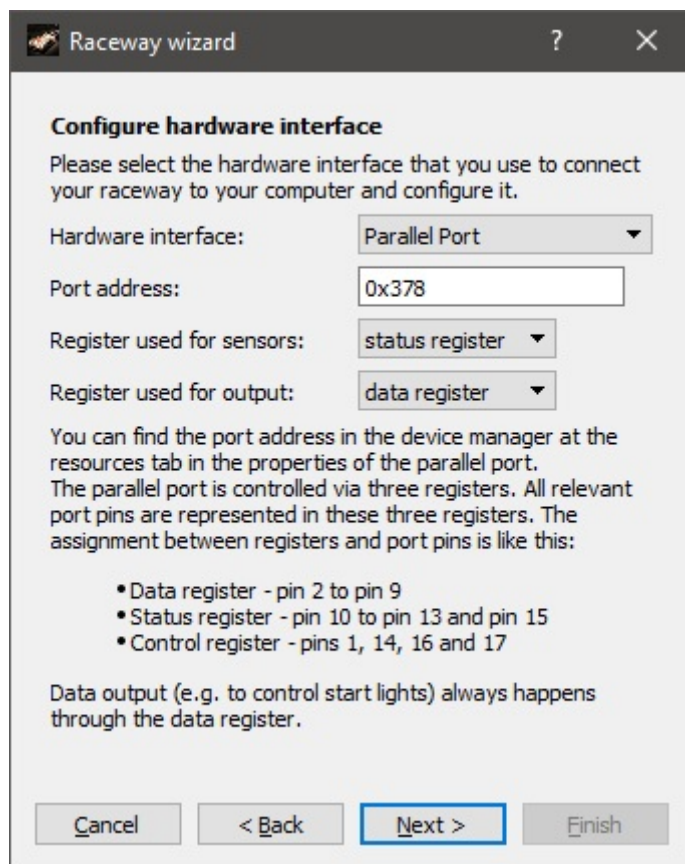 Raceway wizard
?
Configure hardware interface
Please select the hardware interface that you use to connect
your raceway to your computer and configure it.
Hardware interface: Parallel Port
Port address: 0x378
Register used for sensors: status register
Register used for output: data register
You can find the port address in the device manager at the
resources tab in the properties of the parallel port.
The parallel port is controlled via three registers. All relevant
port pins are represented in these three registers. The
assignment between registers and port pins is like this:
• Data register - pin 2 to pin 9
• Status register - pin 10 to pin 13 and pin 15
• Control register - pins 1, 14, 16 and 17
Data output (e.g. to control start lights) always happens
through the data register.
Cancel < Back Next > Finish